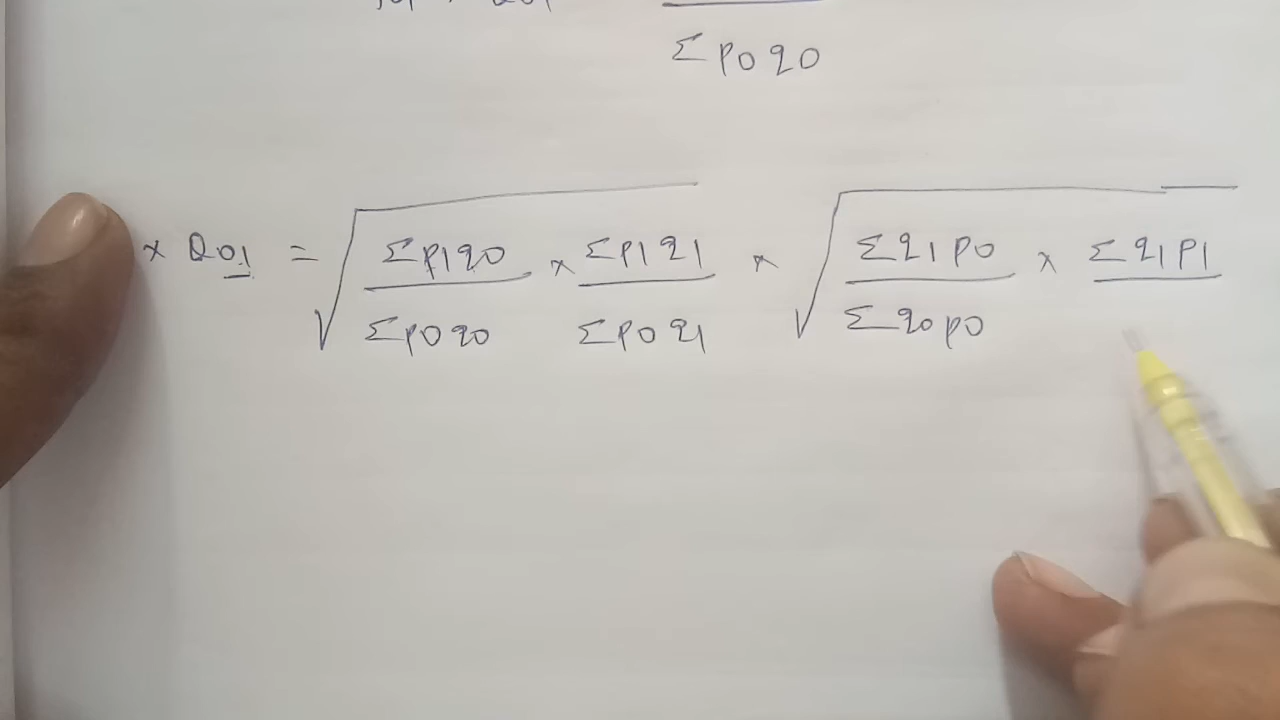 Σp0q0
× Q01 = √ Σp1q0 × Σp1q1 × √ Σq1p0 × Σq1p1
Σp0q0 Σp0q1 Σq0p0